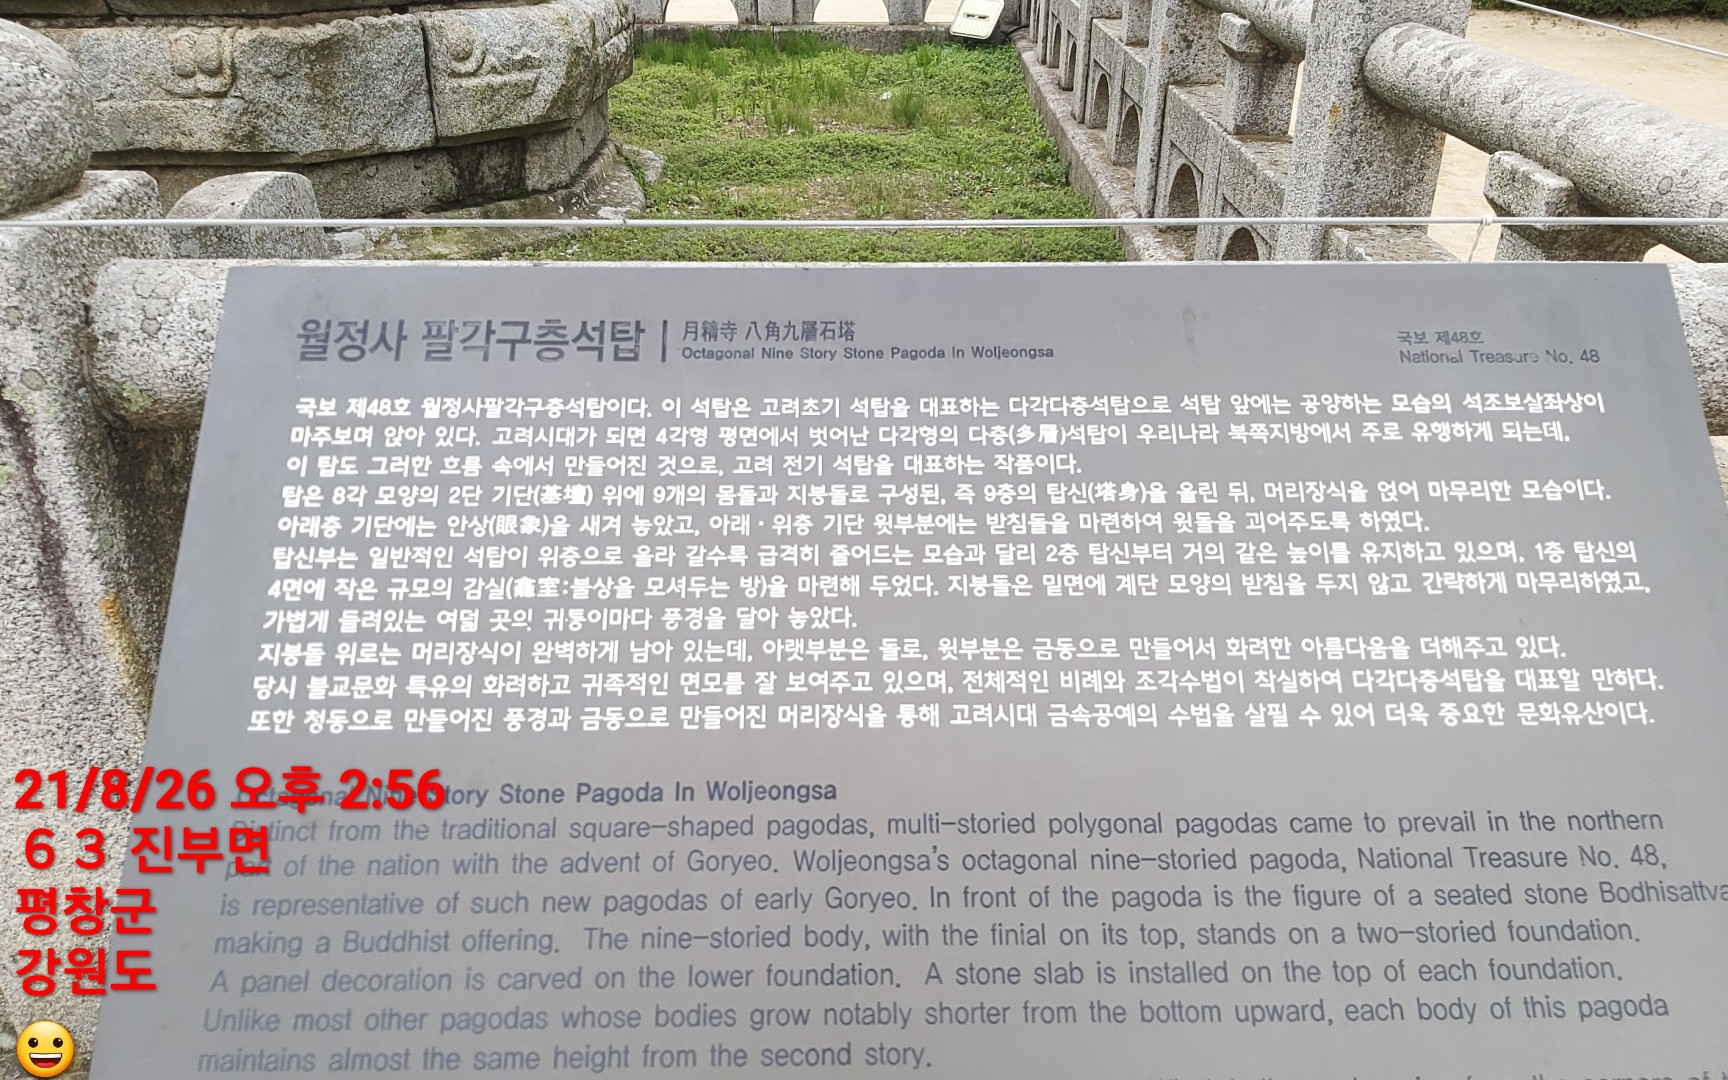 월정사 팔각구층석탑
月精寺 八角九層石塔
Octagonal Nine Story Stone Pagoda In Woljeongsa
국보 제48호
National Treasure No. 48
국보 제48호 월정사팔각구층석탑이다. 이 석탑은 고려초기 석탑을 대표하는 다각다층석탑으로 석탑 앞에는 공양하는 모습의 석조보살좌상이
마주보며 앉아 있다. 고려시대가 되면 4각형 평면에서 벗어난 다각형의 다층(多層)석탑이 우리나라 북쪽지방에서 주로 유행하게 되는데,
이 탑도 그러한 흐름 속에서 만들어진 것으로, 고려 전기 석탑을 대표하는 작품이다.
탑은 8각 모양의 2단 기단(基壇) 위에 9개의 몸돌과 지붕돌로 구성된, 즉 9층의 탑신(塔身)을 올린 뒤, 머리장식을 얹어 마무리한 모습이다.
아래층 기단에는 안상(眼象)을 새겨 놓았고, 아래·위층 기단 윗부분에는 받침돌을 마련하여 윗돌을 괴어주도록 하였다.
탑신부는 일반적인 석탑이 위층으로 올라 갈수록 급격히 줄어드는 모습과 달리 2층 탑신부터 거의 같은 높이를 유지하고 있으며, 1층 탑신의
4면에 작은 규모의 감실(龕室:불상을 모셔두는 방)을 마련해 두었다. 지붕돌은 밑면에 계단 모양의 받침을 두지 않고 간략하게 마무리하였고,
가볍게 들려있는 여덟 곳의 귀퉁이마다 풍경을 달아 놓았다.
지붕돌 위로는 머리장식이 완벽하게 남아 있는데, 아랫부분은 돌로, 윗부분은 금동으로 만들어서 화려한 아름다움을 더해주고 있다.
당시 불교문화 특유의 화려하고 귀족적인 면모를 잘 보여주고 있으며, 전체적인 비례와 조각수법이 착실하여 다각다층석탑을 대표할 만하다.
또한 청동으로 만들어진 풍경과 금동으로 만들어진 머리장식을 통해 고려시대 금속공예의 수법을 살필 수 있어 더욱 중요한 문화유산이다.
Octagonal Nine Story Stone Pagoda In Woljeongsa
Distinct from the traditional square-shaped pagodas, multi-storied polygonal pagodas came to prevail in the northern
part of the nation with the advent of Goryeo. Woljeongsa's octagonal nine-storied pagoda, National Treasure No. 48,
is representative of such new pagodas of early Goryeo. In front of the pagoda is the figure of a seated stone Bodhisattva
making a Buddhist offering. The nine-storied body, with the finial on its top, stands on a two-storied foundation.
A panel decoration is carved on the lower foundation. A stone slab is installed on the top of each foundation.
Unlike most other pagodas whose bodies grow notably shorter from the bottom upward, each body of this pagoda
maintains almost the same height from the second story.
21/8/26 오후 2:56
６３ 진부면
평창군
강원도